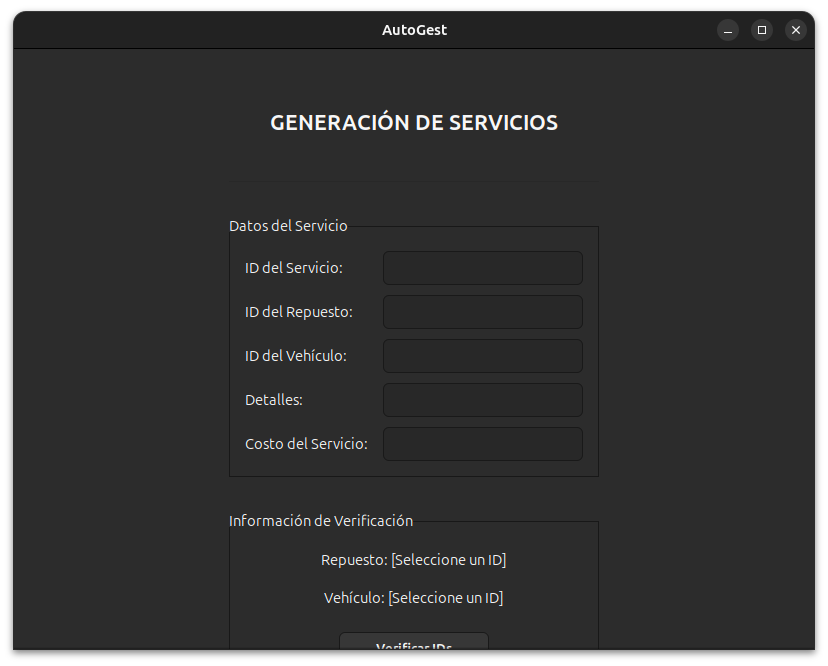 AutoGest
GENERACIÓN DE SERVICIOS
Datos del Servicio
ID del Servicio:
ID del Repuesto:
ID del Vehículo:
Detalles:
Costo del Servicio:
Información de Verificación
Repuesto: [Seleccione un ID]
Vehículo: [Seleccione un ID]
Verificar IDs